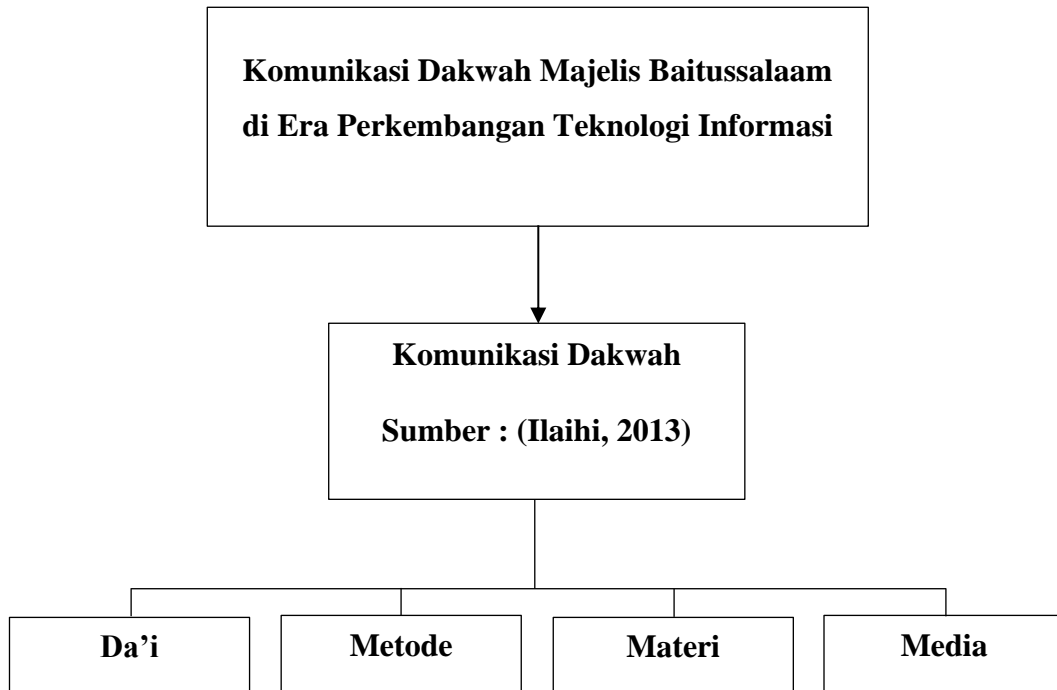 Komunikasi Dakwah Majelis Baitussalaam
di Era Perkembangan Teknologi Informasi
Komunikasi Dakwah
Sumber : (Ilaihi, 2013)
Da’i
Metode
Materi
Media